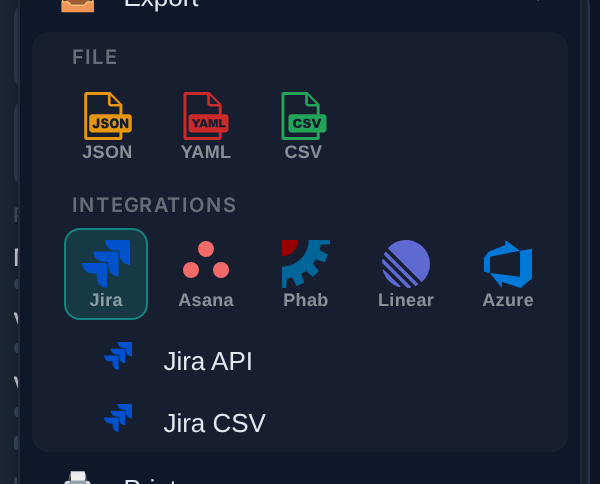 Export
FILE
JSON YAML CSV
JSON YAML CSV
INTEGRATIONS
Jira Asana Phab Linear Azure
Jira API
Jira CSV